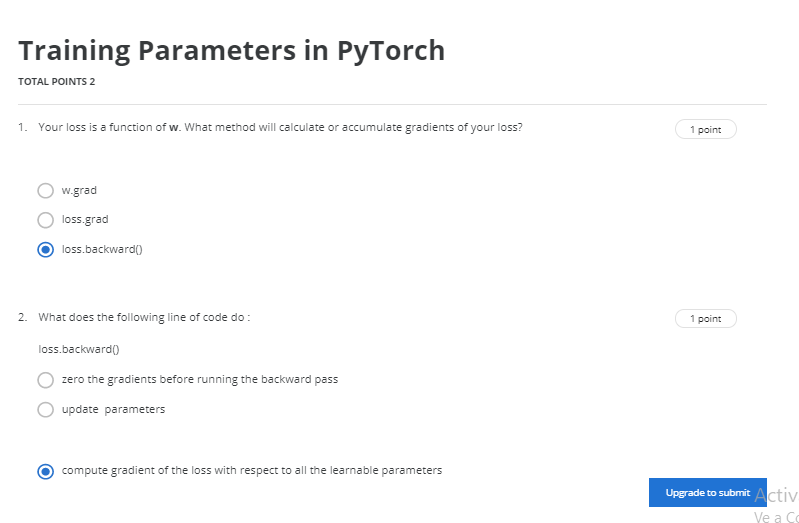 Training Parameters in PyTorch
TOTAL POINTS 2
1. Your loss is a function of w. What method will calculate or accumulate gradients of your loss?
1 point
w.grad
loss.grad
loss.backward()
2. What does the following line of code do :
1 point
loss.backward()
zero the gradients before running the backward pass
update parameters
compute gradient of the loss with respect to all the learnable parameters
Upgrade to submit
Activ
Ve a Co